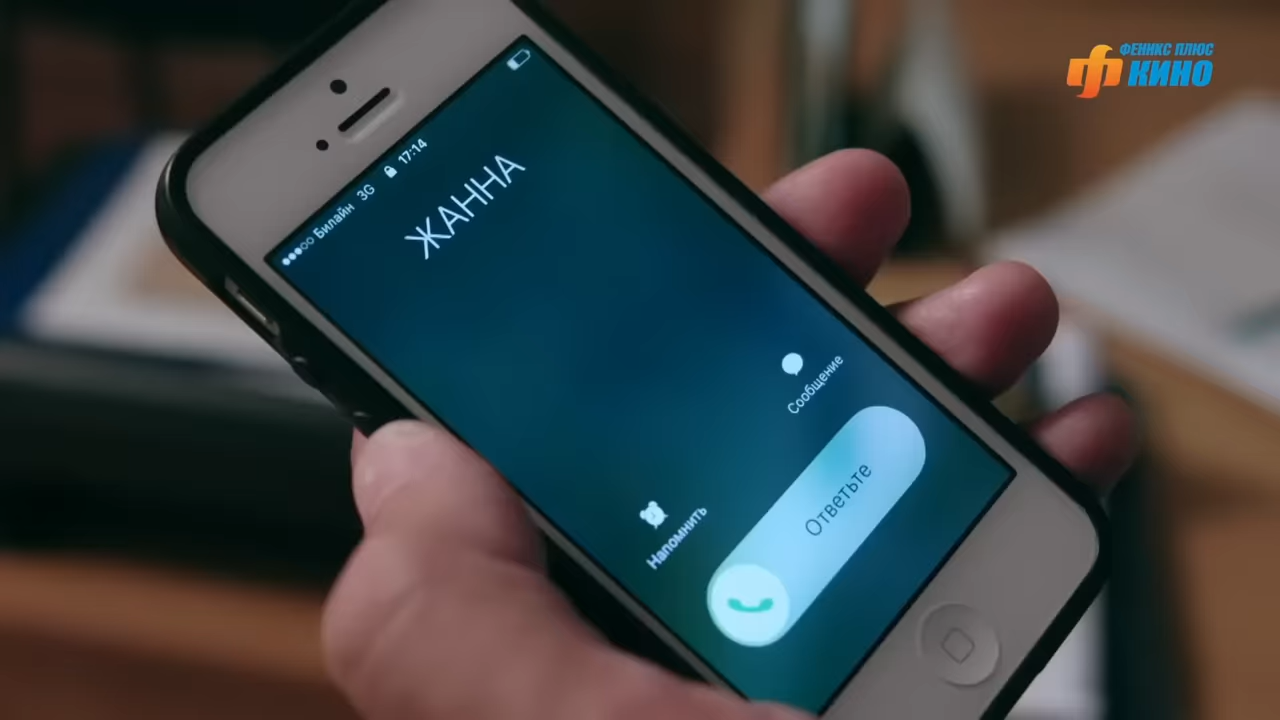 ФЕНИКС ПЛЮС
КИНО
Билайн 3G 17:14
ЖАННА
Сообщение
Напомнить
Ответьте